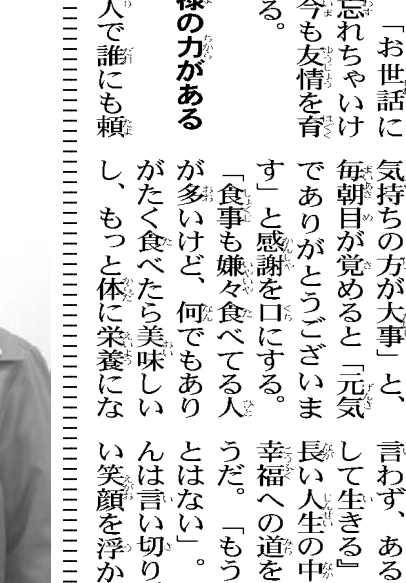 「お世話に
忘れちゃいけ
今も友情を育
る。
様の力がある
人で誰にも頼
気持ちの方が大事」と、
毎朝目が覚めると「元気
でありがとうございま
す」と感謝を口にする。
「食事も嫌々食べてる人
が多いけど、何でもあり
がたく食べたら美味しい
し、もっと体に栄養にな
言わず、ある
して生きる』
長い人生の中
幸福への道を
うだ。「もう
とはない」。
んは言い切り
い笑顔を浮か